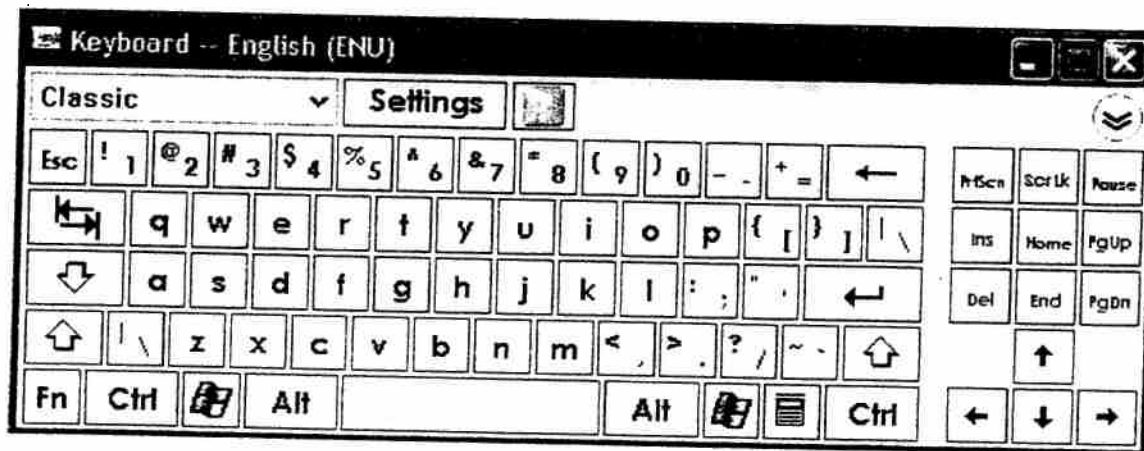 Keyboard -- English (ENU)
Classic Settings
Esc ! 1 @ 2 # 3 $ 4 % 5 ^ 6 & 7 * 8 ( 9 ) 0 _ - + = ← PrtScn ScrLk Pause
q w e r t y u i o p { [ } ] | \ Ins Home PgUp
a s d f g h j k l : ; " ' ↵ Del End PgDn
| \ z x c v b n m < , > . ? / ~ ` ↑
Fn Ctrl Alt Alt Ctrl ← ↓ →